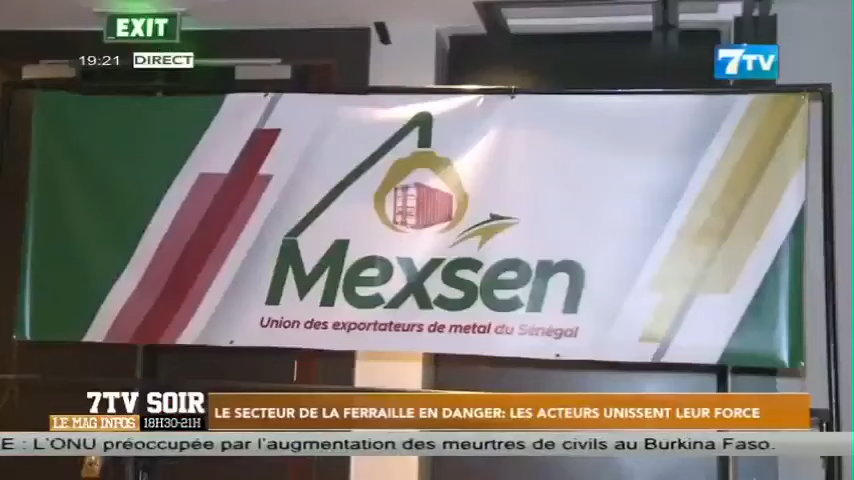 EXIT
19:21 DIRECT
7TV
Mexsen
Union des exportateurs de metal du Sénégal
7TV SOIR
LE MAG INFOS 18H30-21H
LE SECTEUR DE LA FERRAILLE EN DANGER: LES ACTEURS UNISSENT LEUR FORCE
E : L'ONU préoccupée par l'augmentation des meurtres de civils au Burkina Faso.